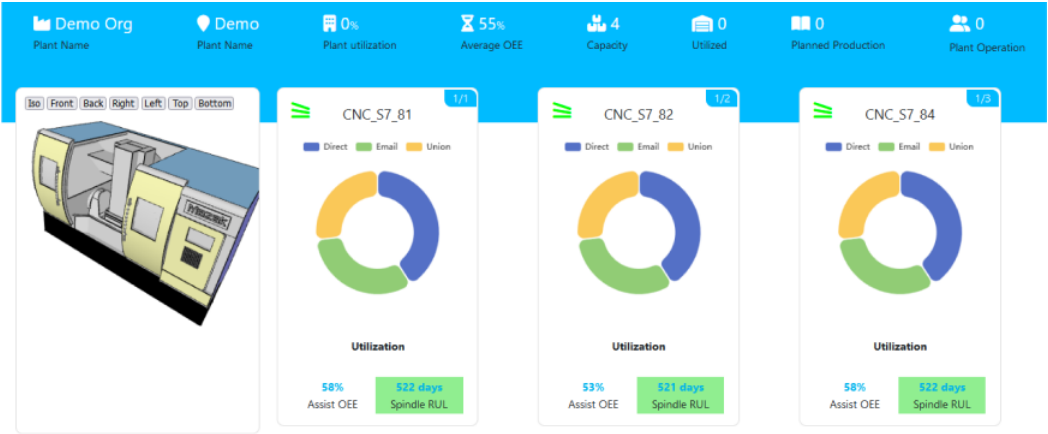 Demo Org
Plant Name
Demo
Plant Name
0%
Plant utilization
55%
Average OEE
4
Capacity
0
Utilized
0
Planned Production
0
Plant Operation
Iso Front Back Right Left Top Bottom
1/1
CNC_S7_81
Direct Email Union
Utilization
58%
Assist OEE
522 days
Spindle RUL
1/2
CNC_S7_82
Direct Email Union
Utilization
53%
Assist OEE
521 days
Spindle RUL
1/3
CNC_S7_84
Direct Email Union
Utilization
58%
Assist OEE
522 days
Spindle RUL